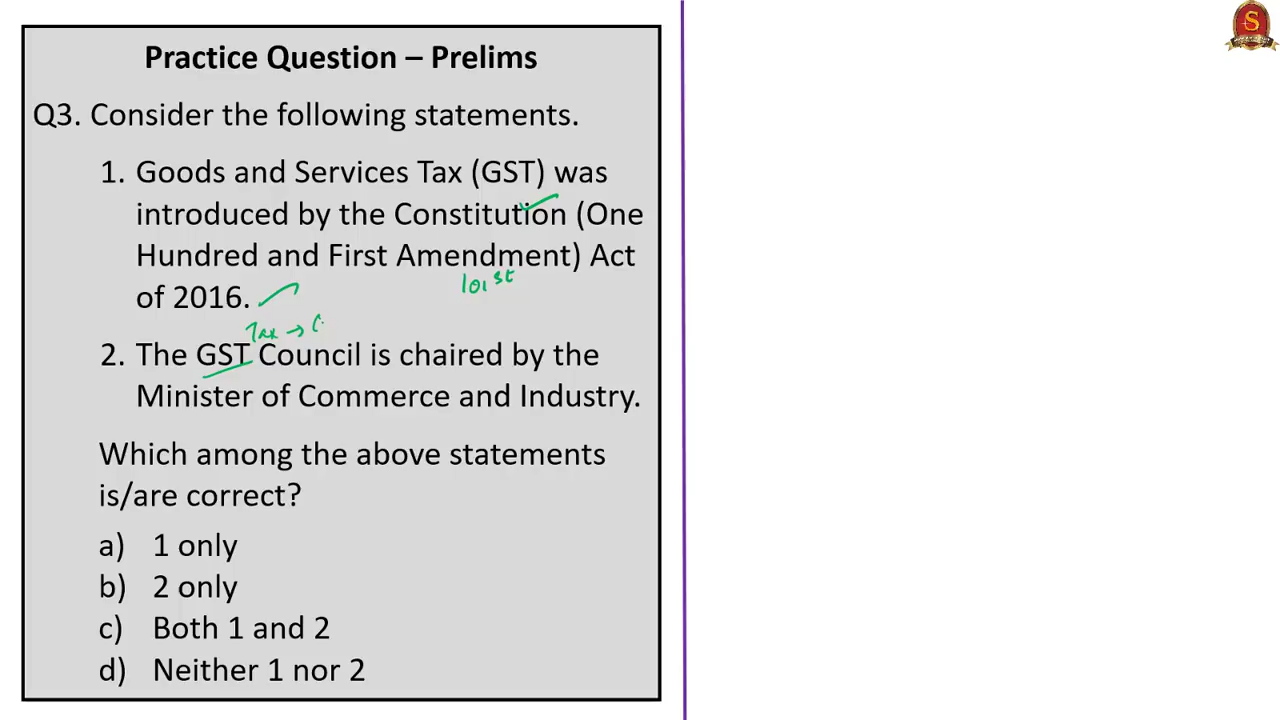 Practice Question – Prelims
Q3. Consider the following statements.
1. Goods and Services Tax (GST) was
introduced by the Constitution (One
Hundred and First Amendment) Act
101st
of 2016.
Tax → C
2. The GST Council is chaired by the
Minister of Commerce and Industry.
Which among the above statements
is/are correct?
a) 1 only
b) 2 only
c) Both 1 and 2
d) Neither 1 nor 2
S